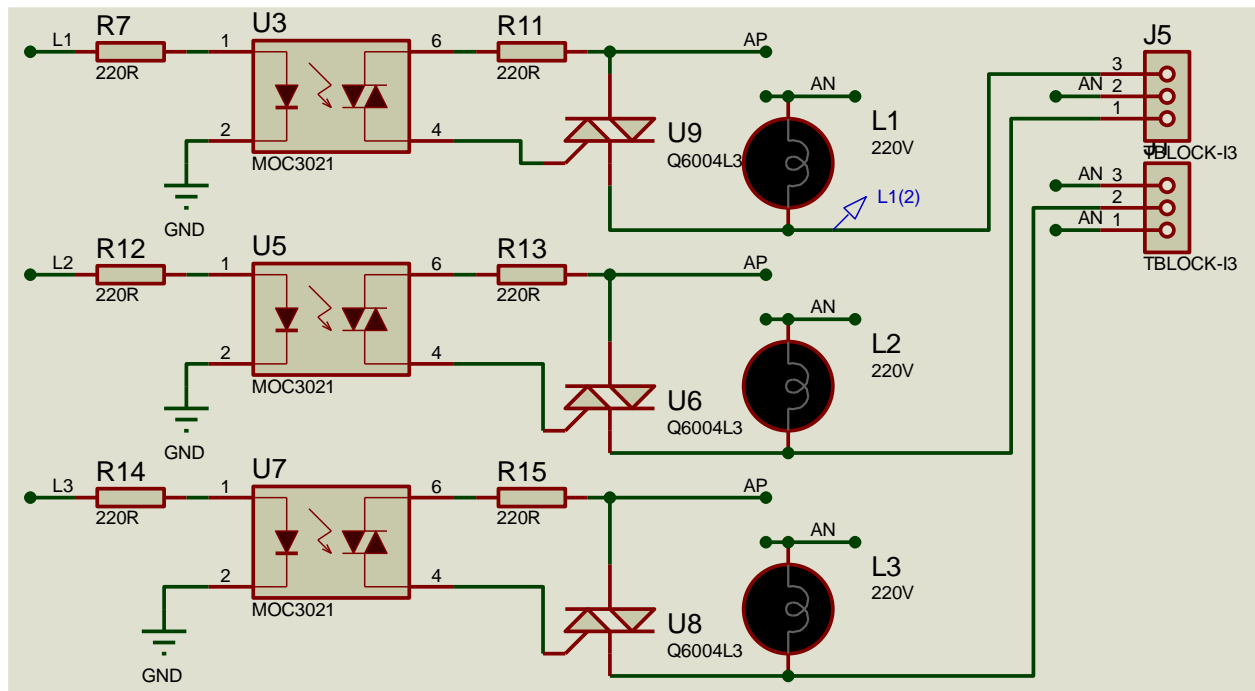 L1
R7
220R
1
U3
6
R11
220R
AP
2
4
MOC3021
GND
U9
Q6004L3
AN
L1
220V
L1(2)
J5
3
AN 2
1
TBLOCK-I3
AN 3
2
AN 1
TBLOCK-I3
L2
R12
220R
1
U5
6
R13
220R
AP
2
4
MOC3021
GND
U6
Q6004L3
AN
L2
220V
L3
R14
220R
1
U7
6
R15
220R
AP
2
4
MOC3021
GND
U8
Q6004L3
AN
L3
220V